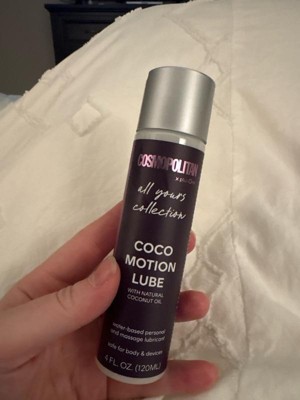 COSMOPOLITAN
all yours
collection
COCO
MOTION
LUBE
WITH NATURAL
COCONUT OIL
water-based personal
and massage lubricant
safe for body & devices
4 FL. OZ. (120ML)